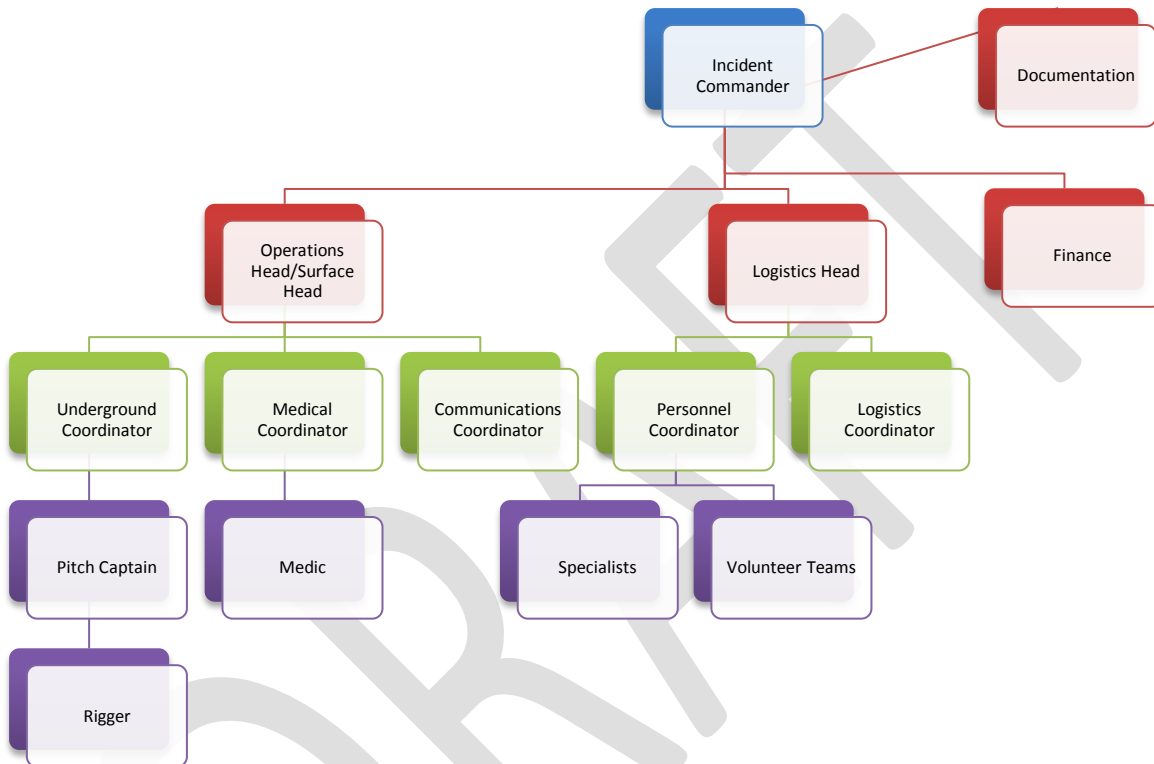 Incident
Commander
Documentation
Operations
Head/Surface
Head
Logistics Head
Finance
Underground
Coordinator
Medical
Coordinator
Communications
Coordinator
Personnel
Coordinator
Logistics
Coordinator
Pitch Captain
Medic
Specialists
Volunteer Teams
Rigger
DRAFT